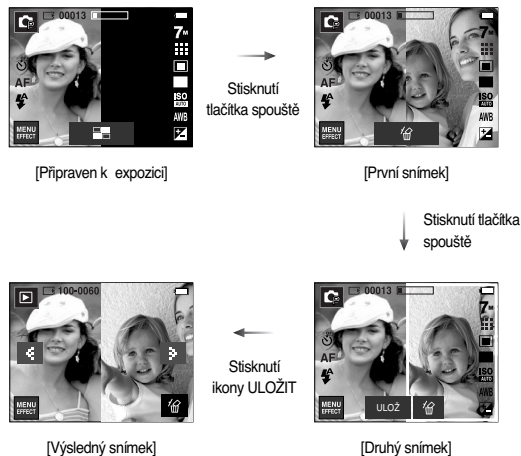 00013
7M
AF
ISO
AUTO
AWB
MENU
EFFECT
[Připraven k expozici]
Stisknutí
tlačítka spouště
00013
7M
ISO
AUTO
AWB
MENU
EFFECT
[První snímek]
Stisknutí tlačítka
spouště
00013
7M
AF
ISO
AUTO
MENU
EFFECT
ULOŽ
[Druhý snímek]
Stisknutí
ikony ULOŽIT
100-0060
MENU
EFFECT
[Výsledný snímek]